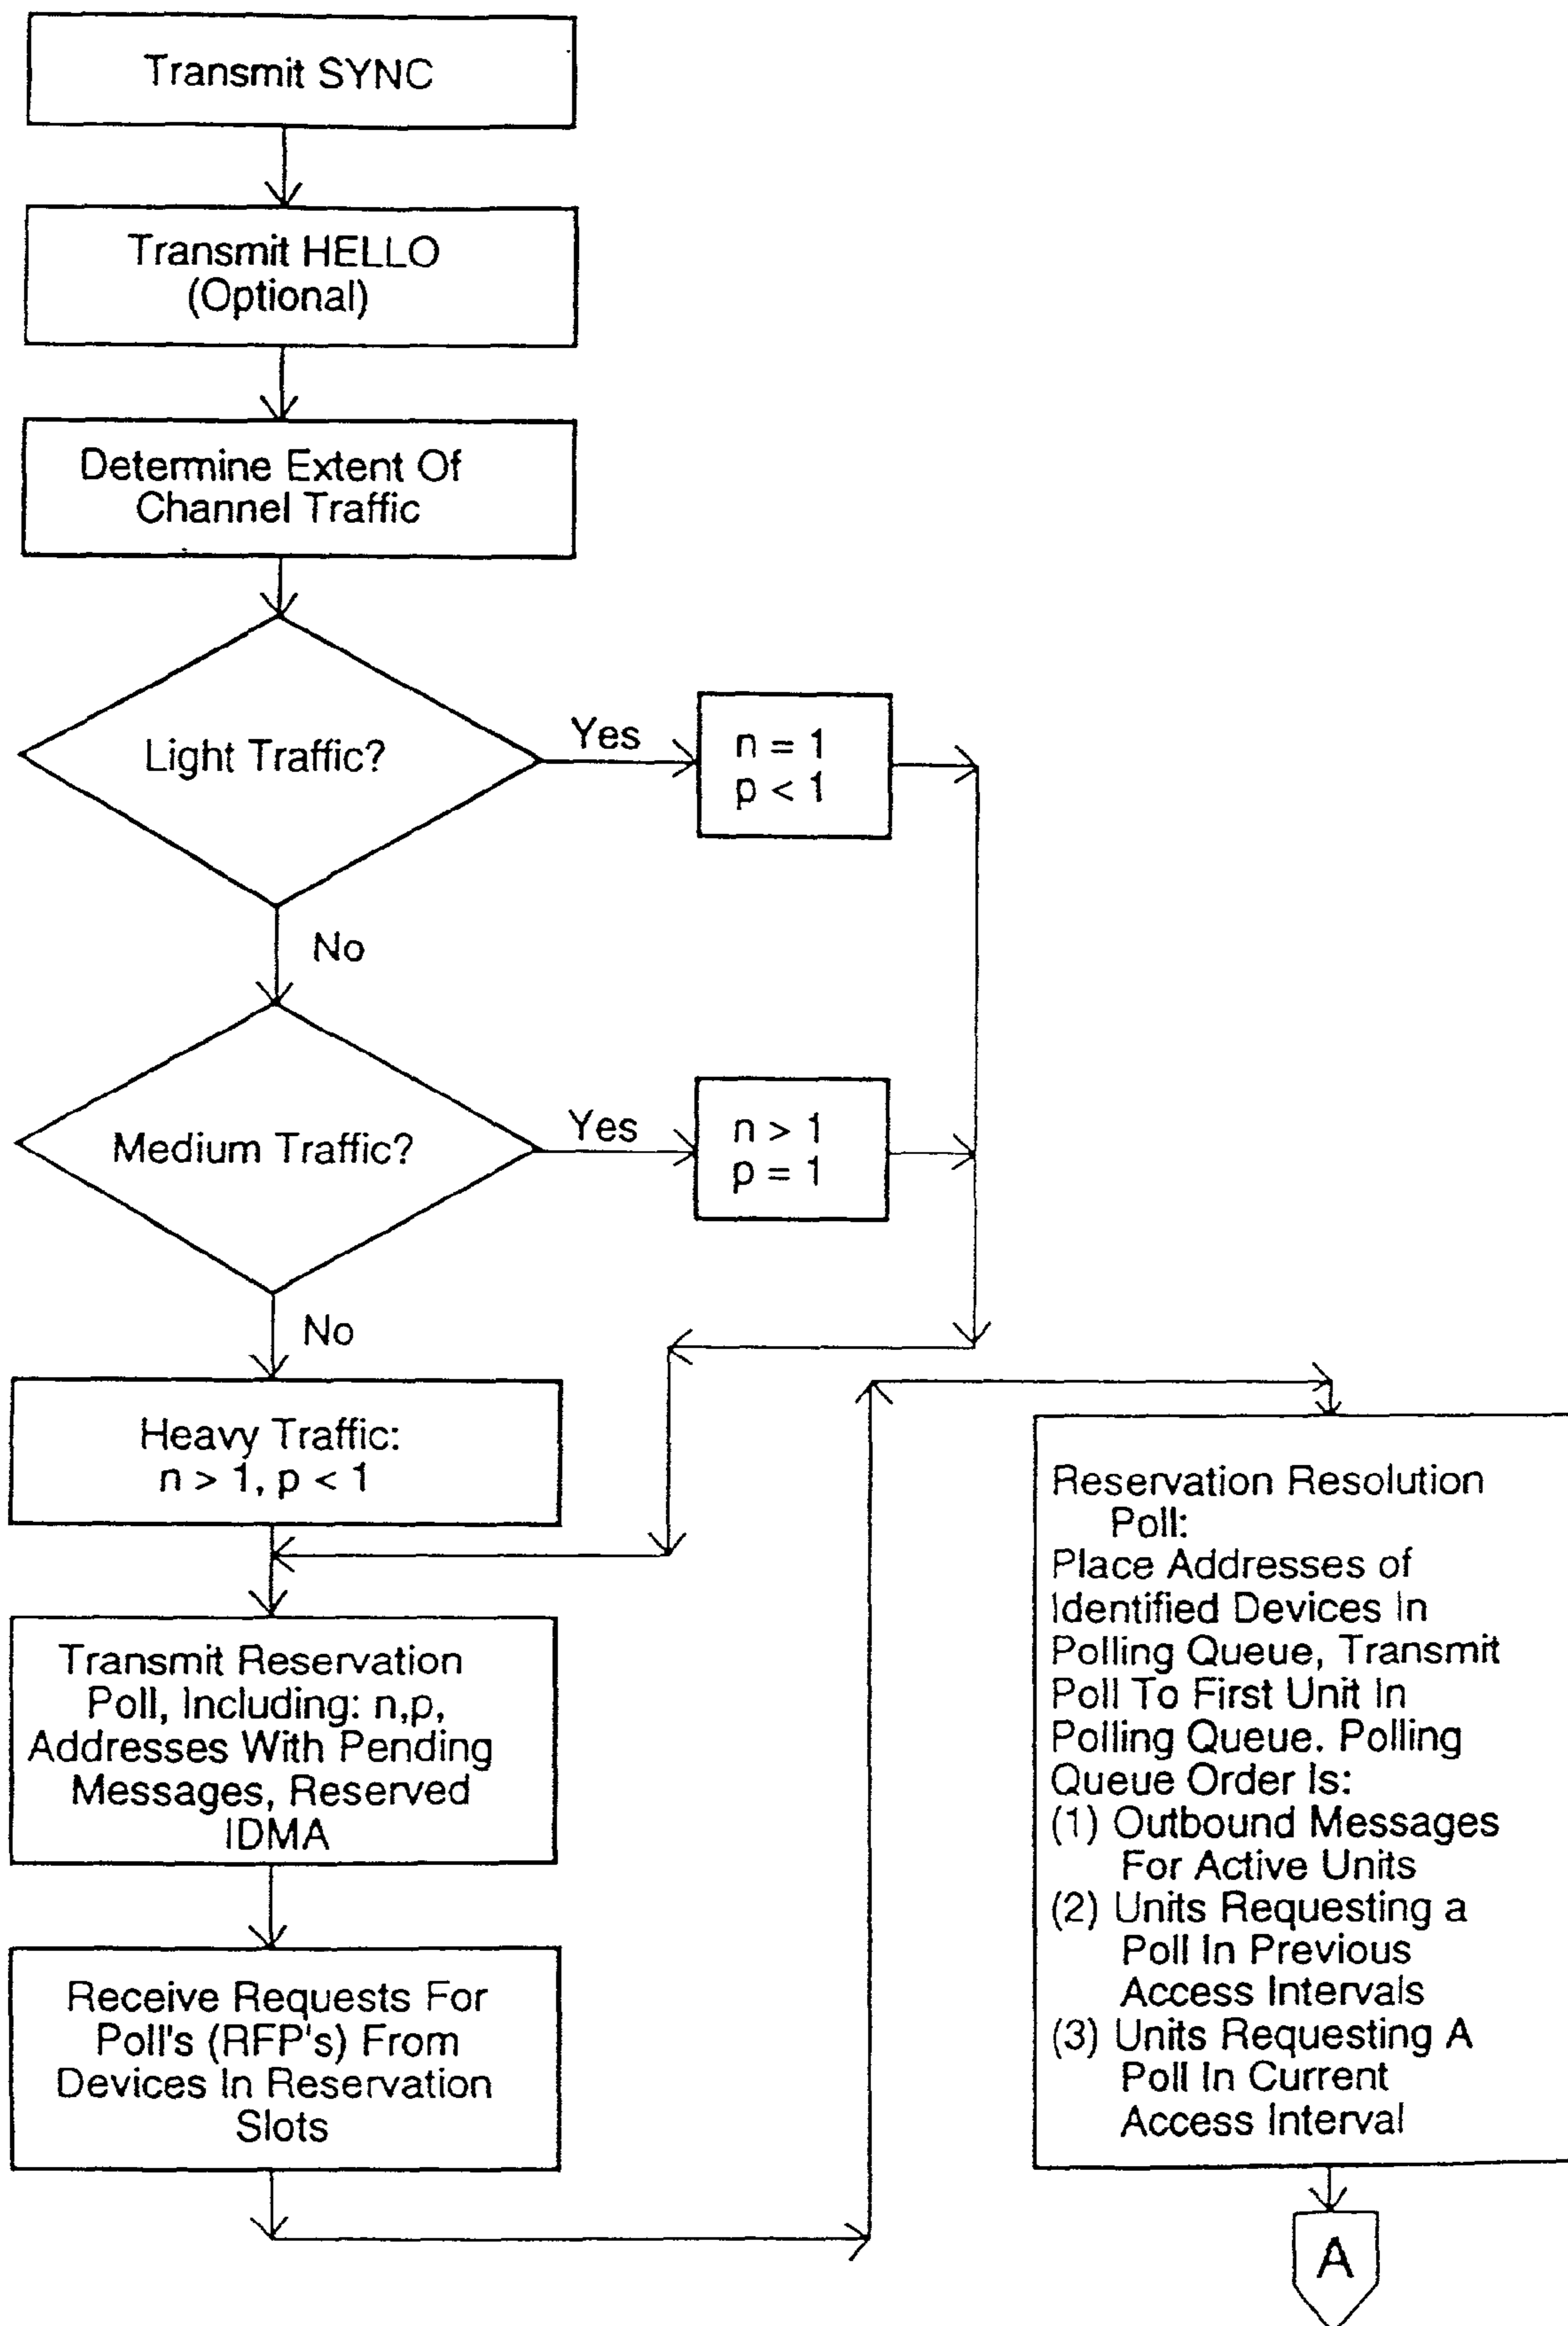 Transmit SYNC
Transmit HELLO
(Optional)
Determine Extent Of
Channel Traffic
Light Traffic?
Yes
n = 1
p < 1
No
Medium Traffic?
Yes
n > 1
p = 1
No
Heavy Traffic:
n > 1, p < 1
Transmit Reservation
Poll, Including: n,p,
Addresses With Pending
Messages, Reserved
IDMA
Receive Requests For
Poll's (RFP's) From
Devices In Reservation
Slots
Reservation Resolution
Poll:
Place Addresses of
Identified Devices In
Polling Queue, Transmit
Poll To First Unit In
Polling Queue. Polling
Queue Order Is:
(1) Outbound Messages
For Active Units
(2) Units Requesting a
Poll In Previous
Access Intervals
(3) Units Requesting A
Poll In Current
Access Interval
A